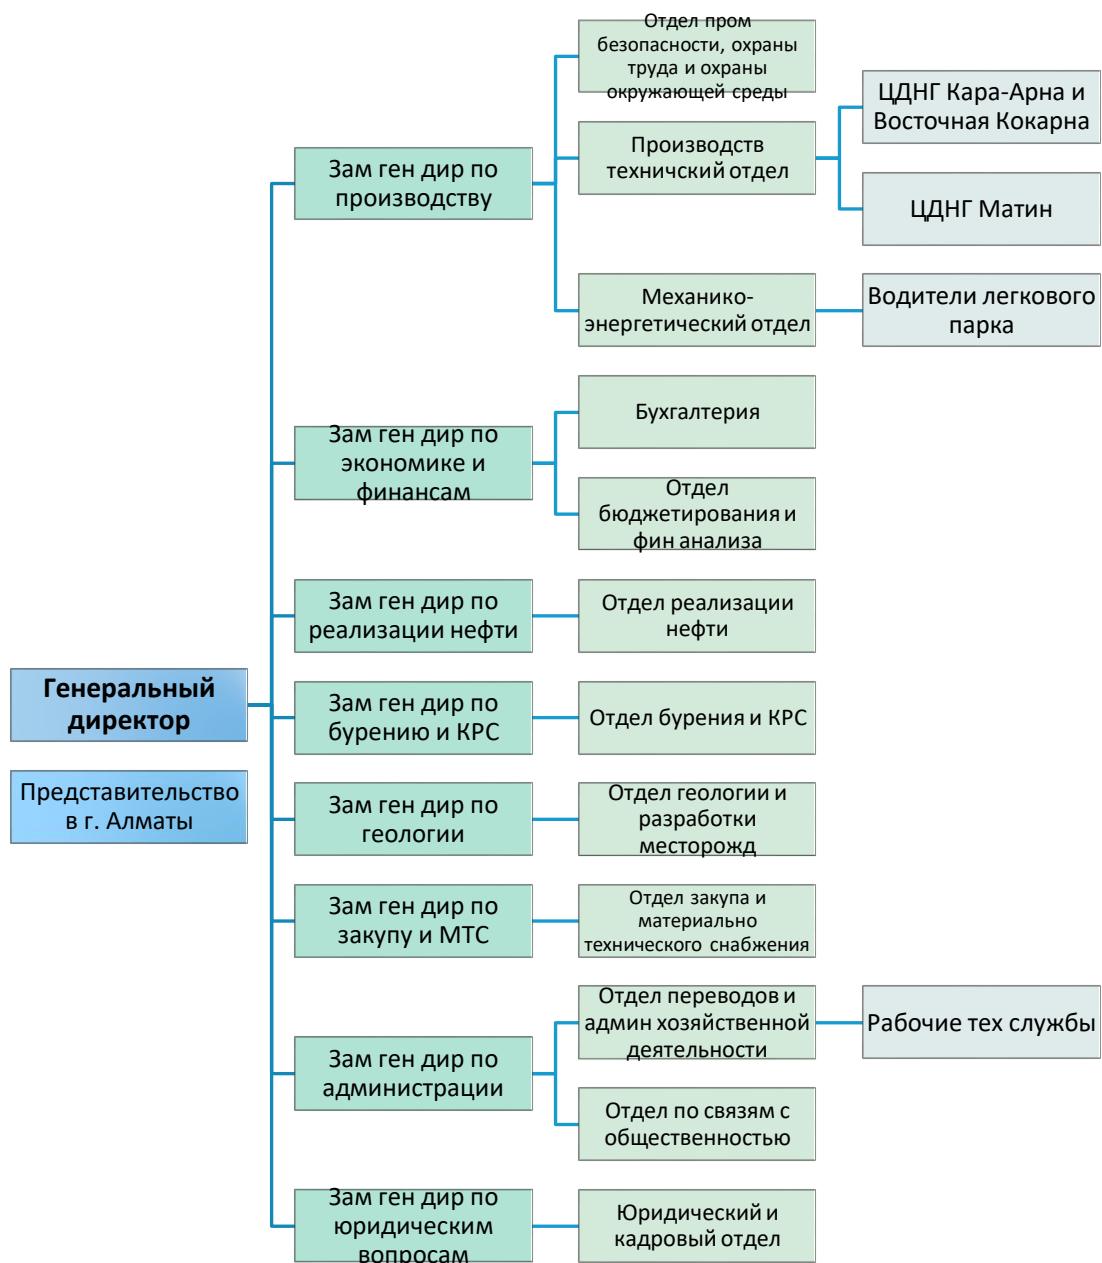 Отдел пром
безопасности, охраны
труда и охраны
окружающей среды
ЦДНГ Кара-Арна и
Восточная Кокарна
Производств
техничский отдел
Зам ген дир по
производству
ЦДНГ Матин
Механико-
энергетический отдел
Водители легкового
парка
Бухгалтерия
Зам ген дир по
экономике и
финансам
Отдел
бюджетирования и
фин анализа
Зам ген дир по
реализации нефти
Отдел реализации
нефти
Генеральный
директор
Зам ген дир по
бурению и КРС
Отдел бурения и КРС
Представительство
в г. Алматы
Зам ген дир по
геологии
Отдел геологии и
разработки
месторожд
Зам ген дир по
закупу и МТС
Отдел закупа и
материально
технического снабжения
Отдел переводов и
админ хозяйственной
деятельности
Рабочие тех службы
Зам ген дир по
администрации
Отдел по связям с
общественностью
Зам ген дир по
юридическим
вопросам
Юридический и
кадровый отдел